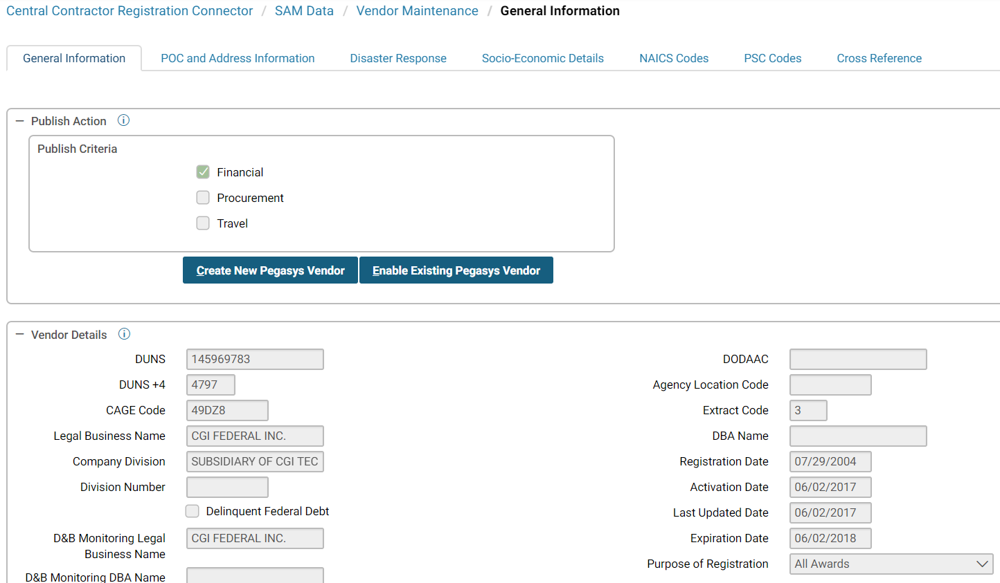 Central Contractor Registration Connector / SAM Data / Vendor Maintenance / General Information
General Information POC and Address Information Disaster Response Socio-Economic Details NAICS Codes PSC Codes Cross Reference
Publish Action
Publish Criteria
Financial
Procurement
Travel
Create New Pegasys Vendor Enable Existing Pegasys Vendor
Vendor Details
DUNS 145969783 DODAAC
DUNS +4 4797 Agency Location Code
CAGE Code 49DZ8 Extract Code 3
Legal Business Name CGI FEDERAL INC. DBA Name
Company Division SUBSIDIARY OF CGI TEC Registration Date 07/29/2004
Division Number Activation Date 06/02/2017
Delinquent Federal Debt Last Updated Date 06/02/2017
D&B Monitoring Legal CGI FEDERAL INC. Expiration Date 06/02/2018
Business Name
Purpose of Registration All Awards
D&B Monitoring DBA Name